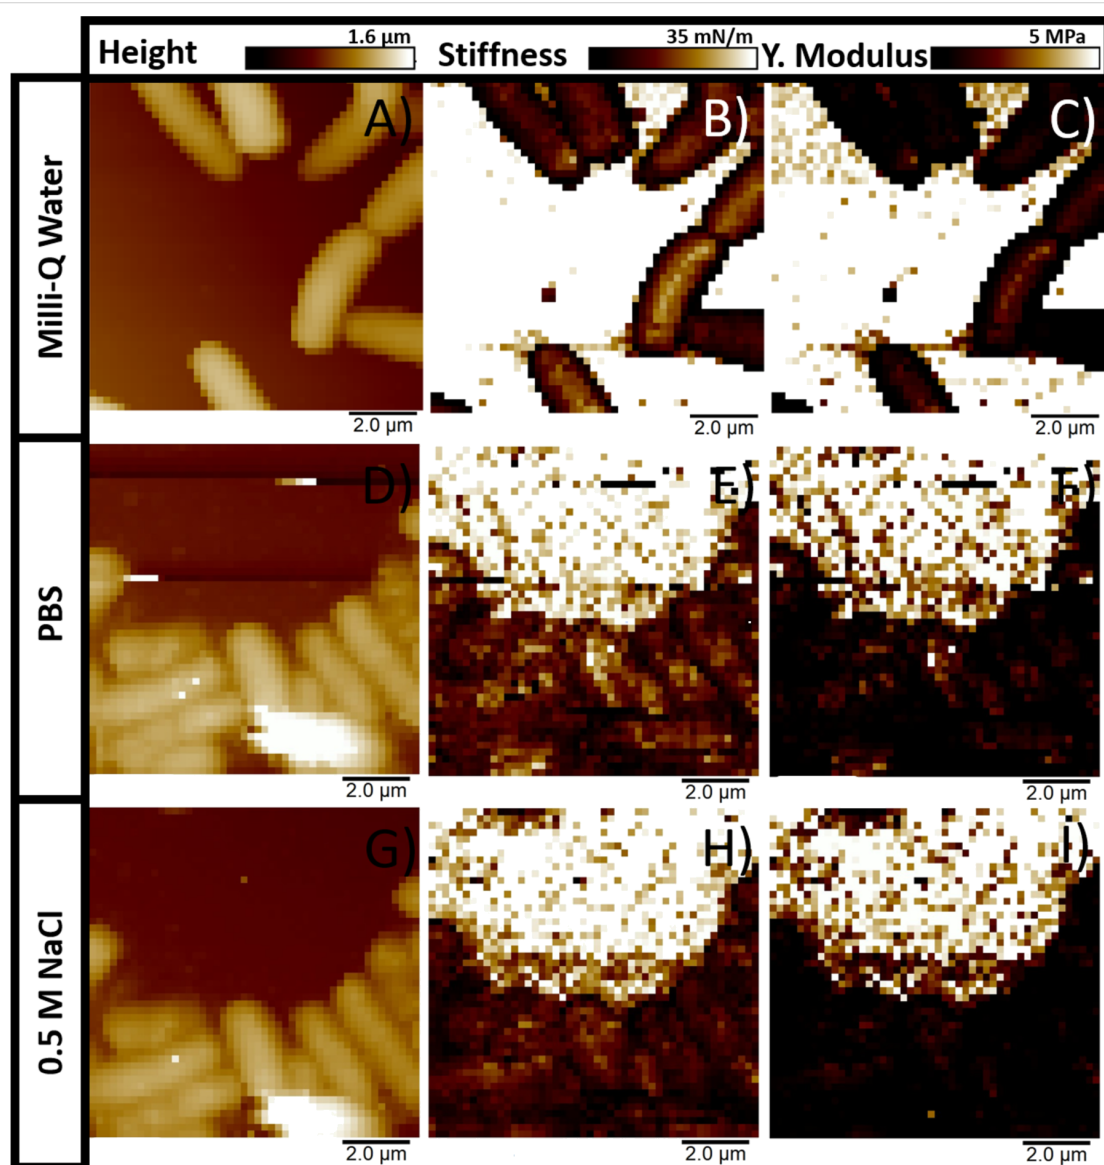 Height 1.6 µm Stiffness 35 mN/m Y. Modulus 5 MPa
Milli-Q Water
A) B) C)
2.0 µm 2.0 µm 2.0 µm
PBS
D) E) F)
2.0 µm 2.0 µm 2.0 µm
0.5 M NaCl
G) H) I)
2.0 µm 2.0 µm 2.0 µm